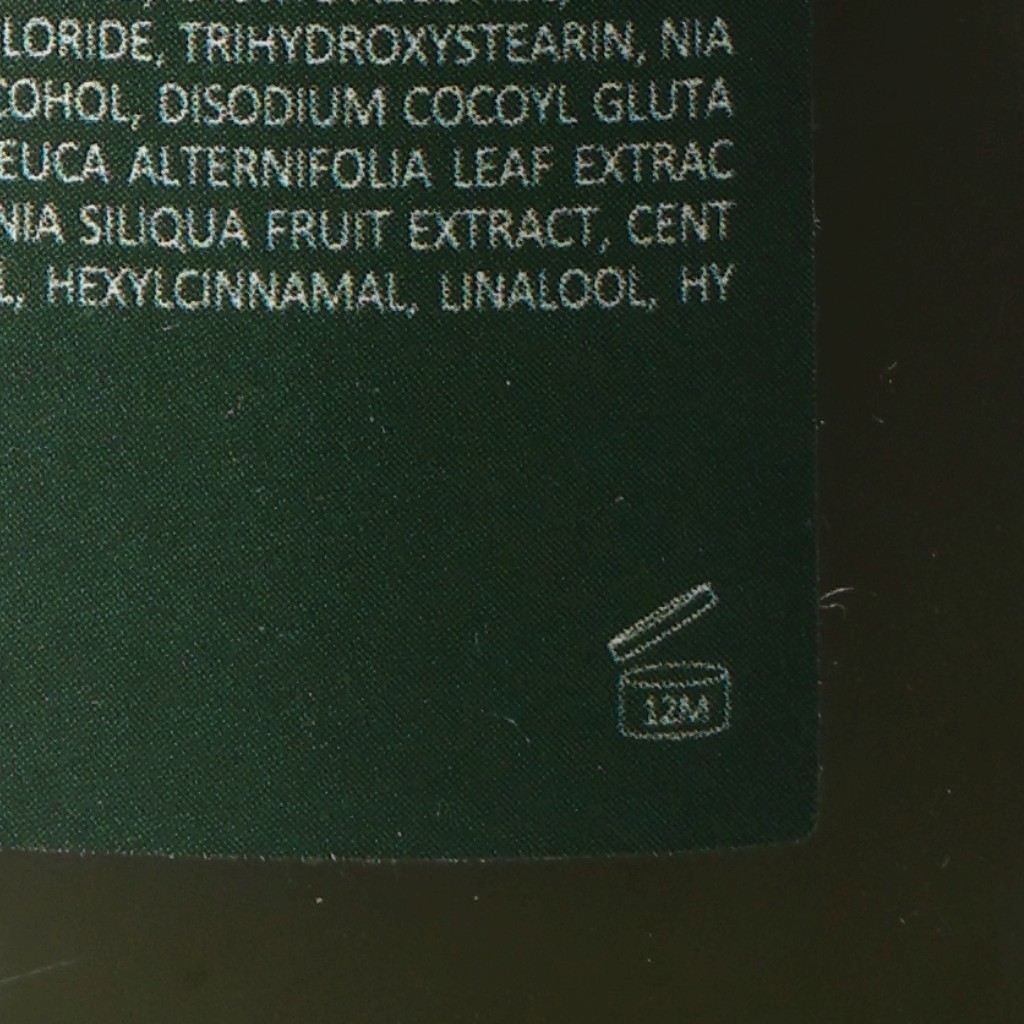 LORIDE, TRIHYDROXYSTEARIN, NIA
COHOL, DISODIUM COCOYL GLUTA
EUCA ALTERNIFOLIA LEAF EXTRAC
NIA SILIQUA FRUIT EXTRACT, CENT
L, HEXYLCINNAMAL, LINALOOL, HY
12M